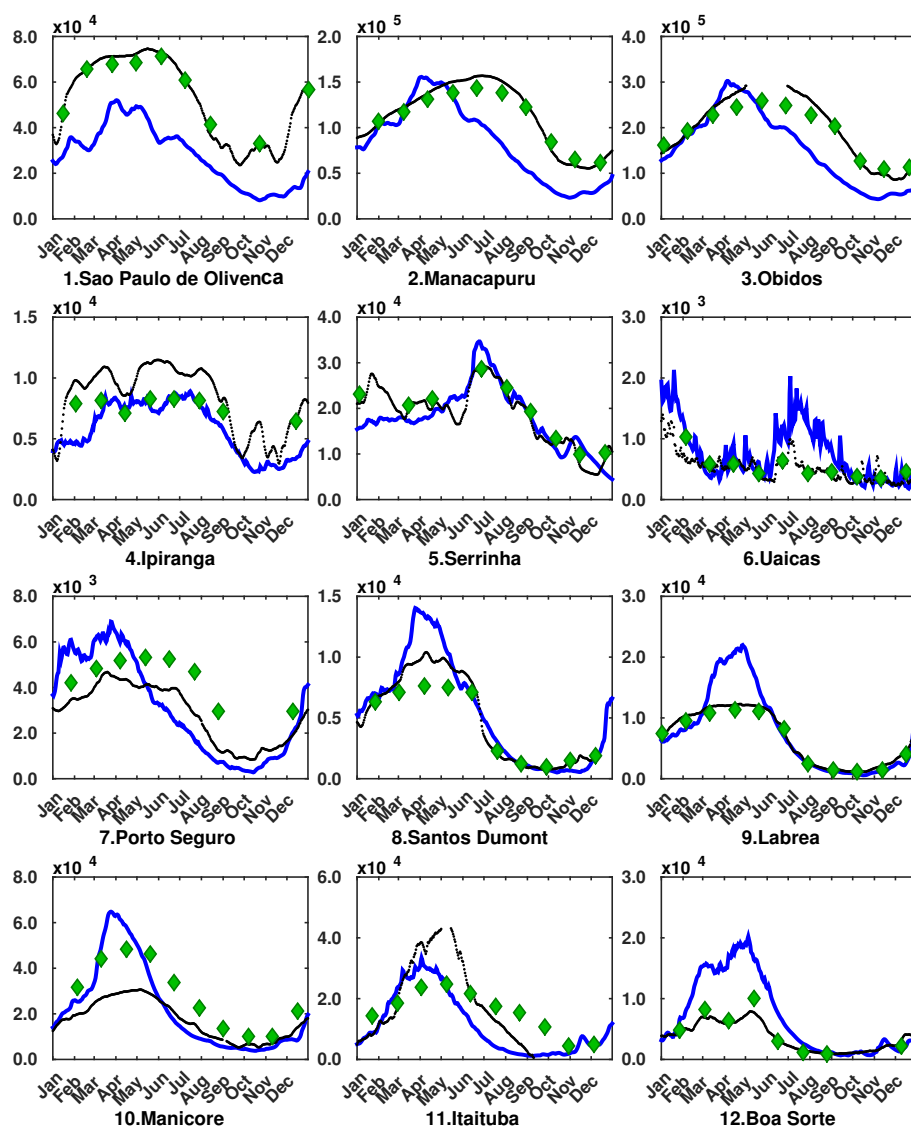 x10 4 x10 5 x10 5
8.0 2.0 4.0
6.0 1.5 3.0
4.0 1.0 2.0
2.0 0.5 1.0
0.0 0.0 0.0
Jan Feb Mar Apr May Jun Jul Aug Sep Oct Nov Dec Jan Feb Mar Apr May Jun Jul Aug Sep Oct Nov Dec Jan Feb Mar Apr May Jun Jul Aug Sep Oct Nov Dec
1.Sao Paulo de Olivenca 2.Manacapuru 3.Obidos
x10 4 x10 4 x10 3
1.5 4.0 3.0
1.0 3.0 2.0
0.5 2.0 1.0
0.0 1.0 0.0
0.0
Jan Feb Mar Apr May Jun Jul Aug Sep Oct Nov Dec Jan Feb Mar Apr May Jun Jul Aug Sep Oct Nov Dec Jan Feb Mar Apr May Jun Jul Aug Sep Oct Nov Dec
4.Ipiranga 5.Serrinha 6.Uaicas
x10 3 x10 4 x10 4
8.0 1.5 3.0
6.0 1.0 2.0
4.0 0.5 1.0
2.0 0.0 0.0
0.0
Jan Feb Mar Apr May Jun Jul Aug Sep Oct Nov Dec Jan Feb Mar Apr May Jun Jul Aug Sep Oct Nov Dec Jan Feb Mar Apr May Jun Jul Aug Sep Oct Nov Dec
7.Porto Seguro 8.Santos Dumont 9.Labrea
x10 4 x10 4 x10 4
8.0 6.0 3.0
6.0 4.0 2.0
4.0 2.0 1.0
2.0 0.0 0.0
0.0
Jan Feb Mar Apr May Jun Jul Aug Sep Oct Nov Dec Jan Feb Mar Apr May Jun Jul Aug Sep Oct Nov Dec Jan Feb Mar Apr May Jun Jul Aug Sep Oct Nov Dec
10.Manicore 11.Itaituba 12.Boa Sorte